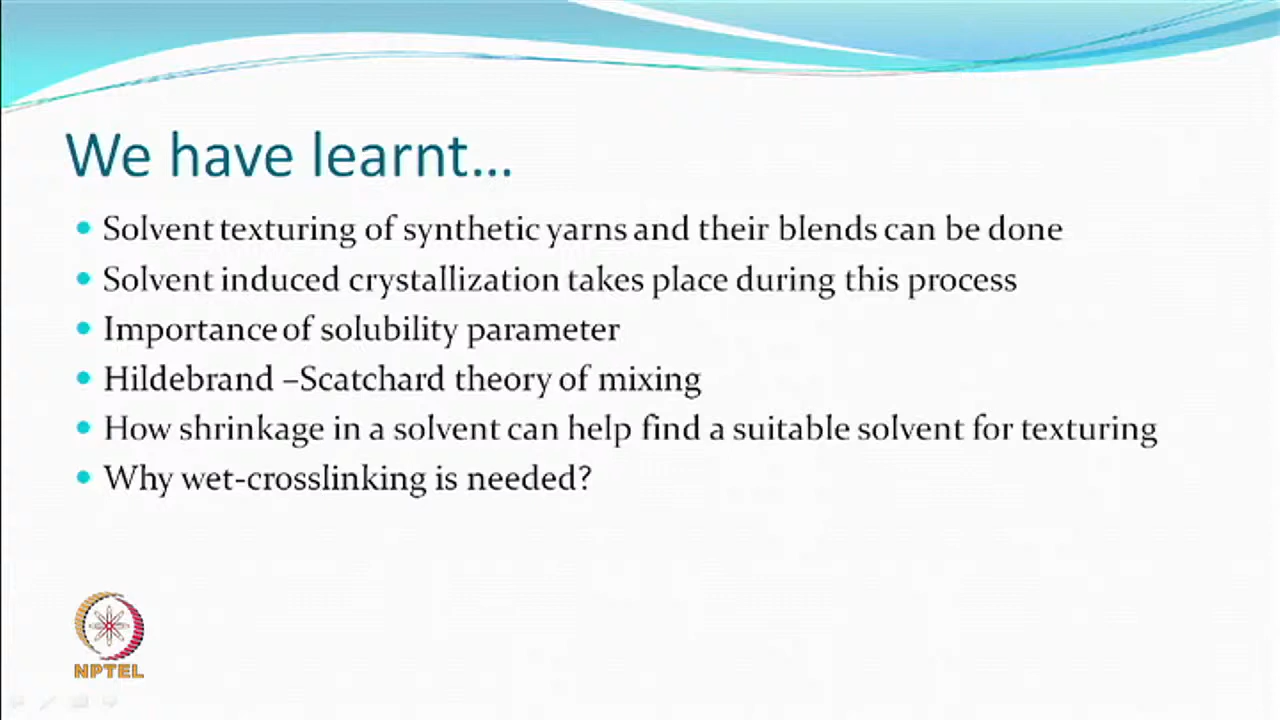 We have learnt...
Solvent texturing of synthetic yarns and their blends can be done
Solvent induced crystallization takes place during this process
Importance of solubility parameter
Hildebrand –Scatchard theory of mixing
How shrinkage in a solvent can help find a suitable solvent for texturing
Why wet-crosslinking is needed?
NPTEL